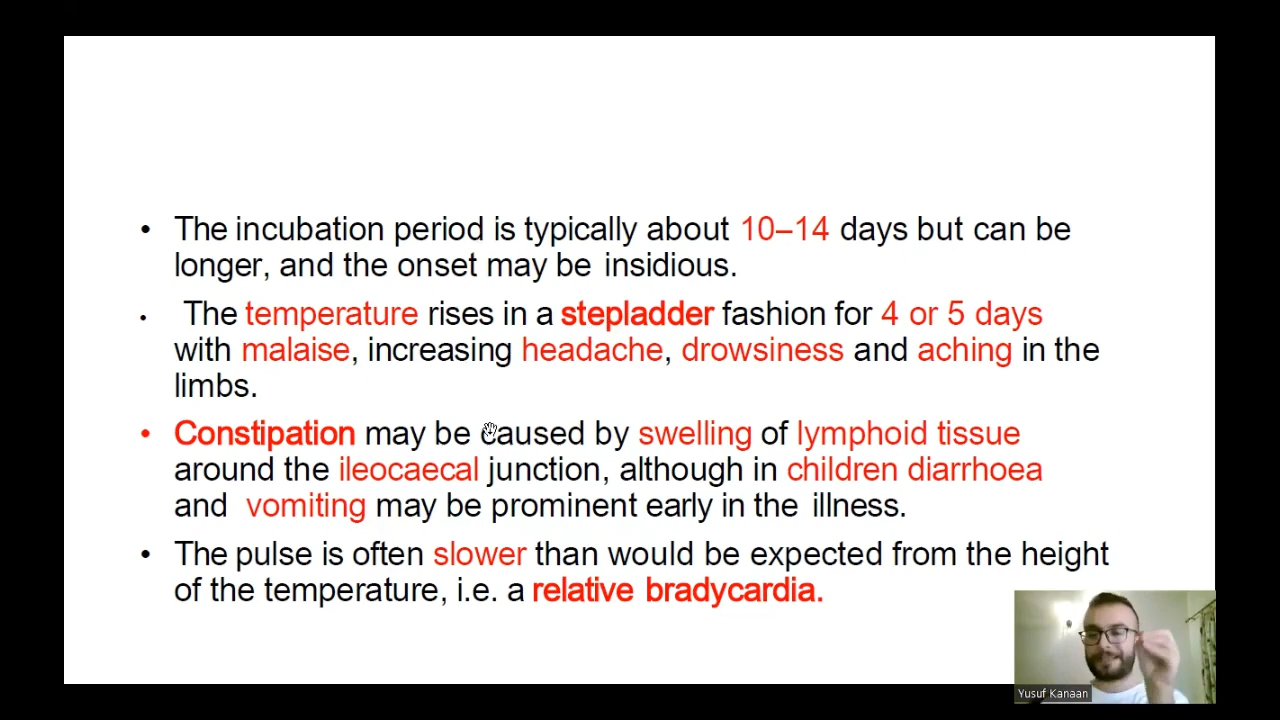 • The incubation period is typically about 10–14 days but can be
longer, and the onset may be insidious.
• The temperature rises in a stepladder fashion for 4 or 5 days
with malaise, increasing headache, drowsiness and aching in the
limbs.
• Constipation may be caused by swelling of lymphoid tissue
around the ileocaecal junction, although in children diarrhoea
and vomiting may be prominent early in the illness.
• The pulse is often slower than would be expected from the height
of the temperature, i.e. a relative bradycardia.
Yusuf Kanaan